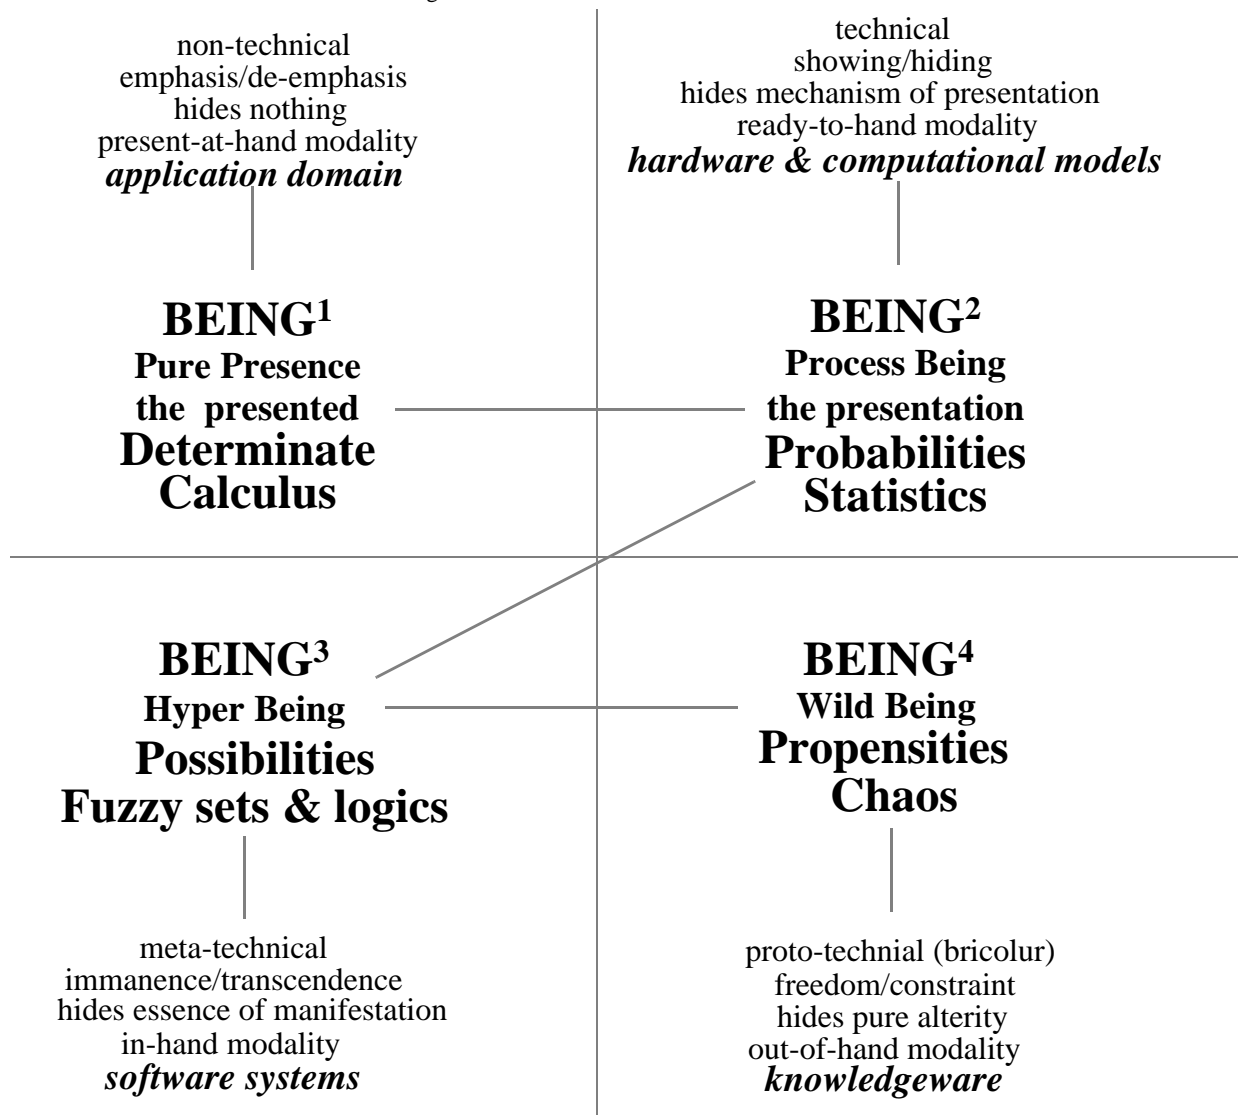 non-technical
emphasis/de-emphasis
hides nothing
present-at-hand modality
application domain
technical
showing/hiding
hides mechanism of presentation
ready-to-hand modality
hardware & computational models
BEING¹
Pure Presence
the presented
Determinate
Calculus
BEING²
Process Being
the presentation
Probabilities
Statistics
BEING³
Hyper Being
Possibilities
Fuzzy sets & logics
BEING⁴
Wild Being
Propensities
Chaos
meta-technical
immanence/transcendence
hides essence of manifestation
in-hand modality
software systems
proto-technial (bricolur)
freedom/constraint
hides pure alterity
out-of-hand modality
knowledgeware